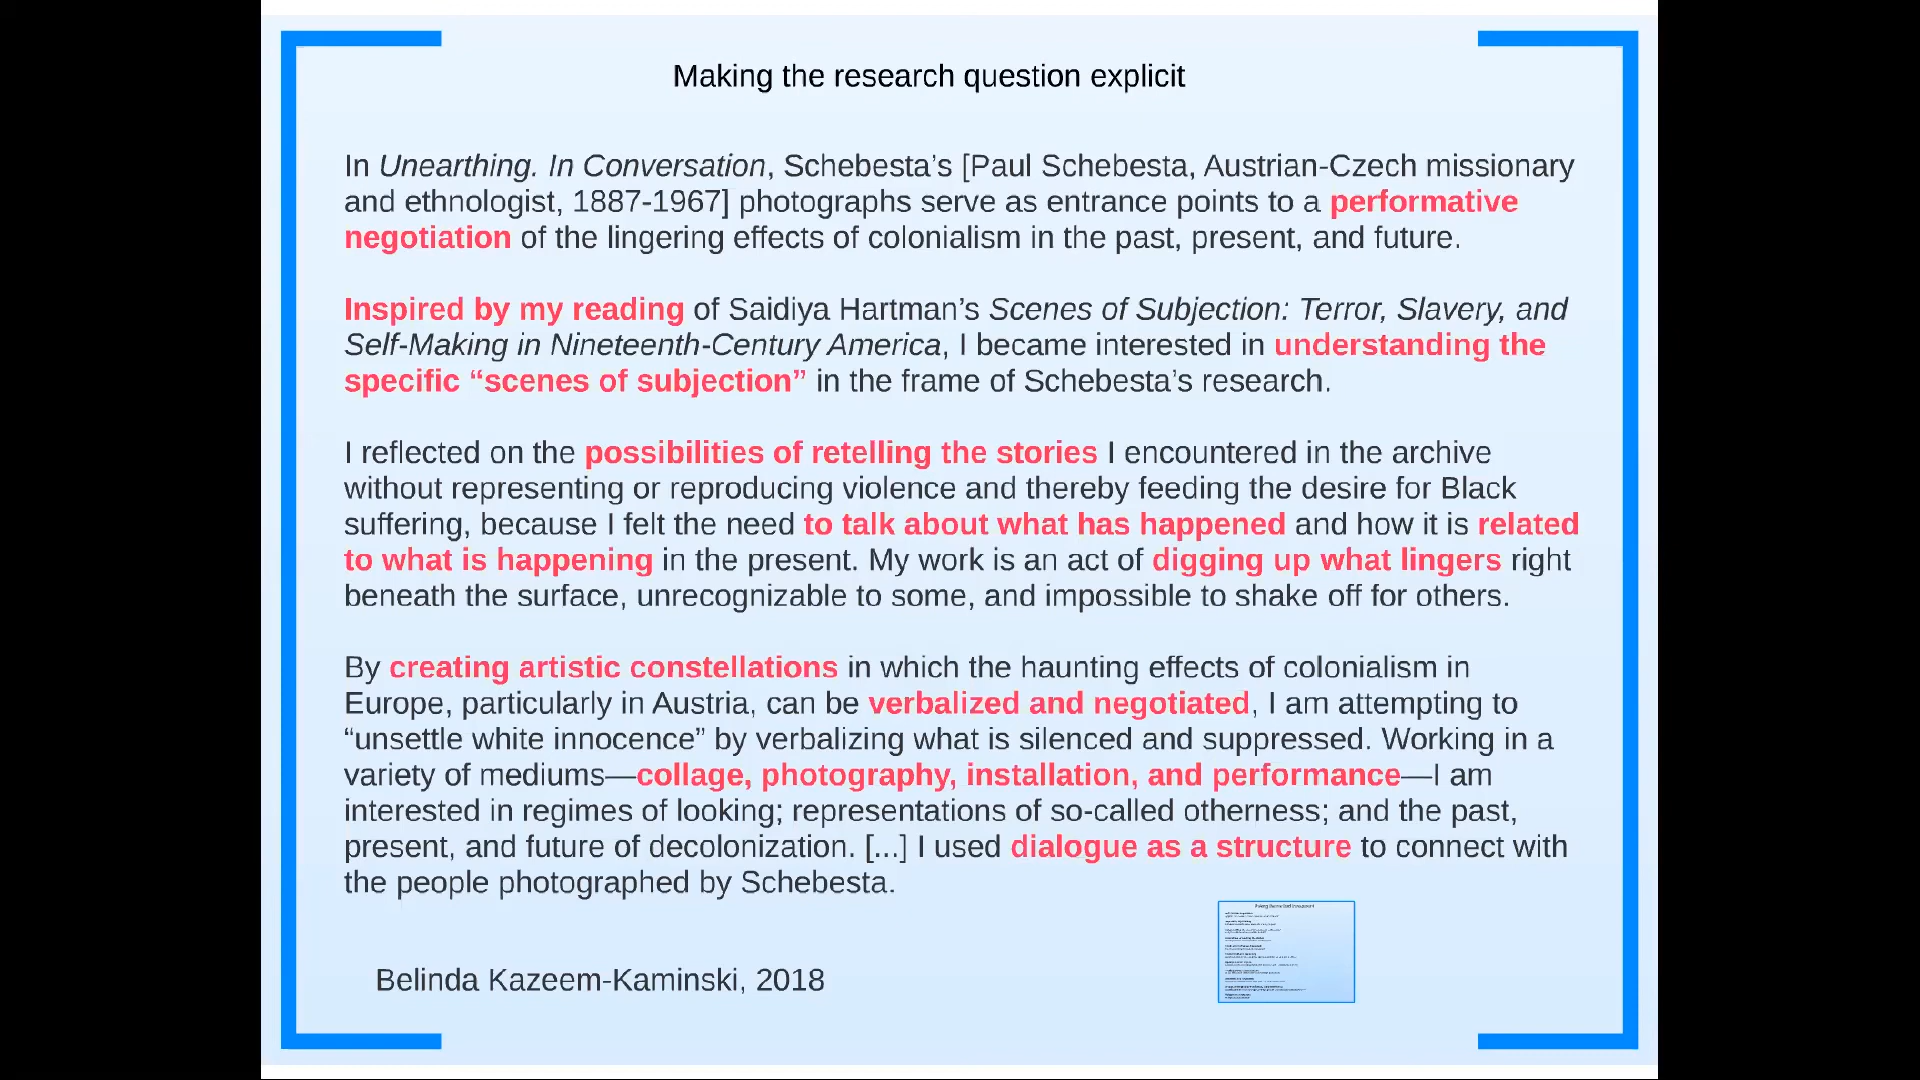 Making the research question explicit
In Unearthing. In Conversation, Schebesta’s [Paul Schebesta, Austrian-Czech missionary
and ethnologist, 1887-1967] photographs serve as entrance points to a performative
negotiation of the lingering effects of colonialism in the past, present, and future.
Inspired by my reading of Saidiya Hartman’s Scenes of Subjection: Terror, Slavery, and
Self-Making in Nineteenth-Century America, I became interested in understanding the
specific “scenes of subjection” in the frame of Schebesta’s research.
I reflected on the possibilities of retelling the stories I encountered in the archive
without representing or reproducing violence and thereby feeding the desire for Black
suffering, because I felt the need to talk about what has happened and how it is related
to what is happening in the present. My work is an act of digging up what lingers right
beneath the surface, unrecognizable to some, and impossible to shake off for others.
By creating artistic constellations in which the haunting effects of colonialism in
Europe, particularly in Austria, can be verbalized and negotiated, I am attempting to
“unsettle white innocence” by verbalizing what is silenced and suppressed. Working in a
variety of mediums—collage, photography, installation, and performance—I am
interested in regimes of looking; representations of so-called otherness; and the past,
present, and future of decolonization. [...] I used dialogue as a structure to connect with
the people photographed by Schebesta.
Belinda Kazeem-Kaminski, 2018